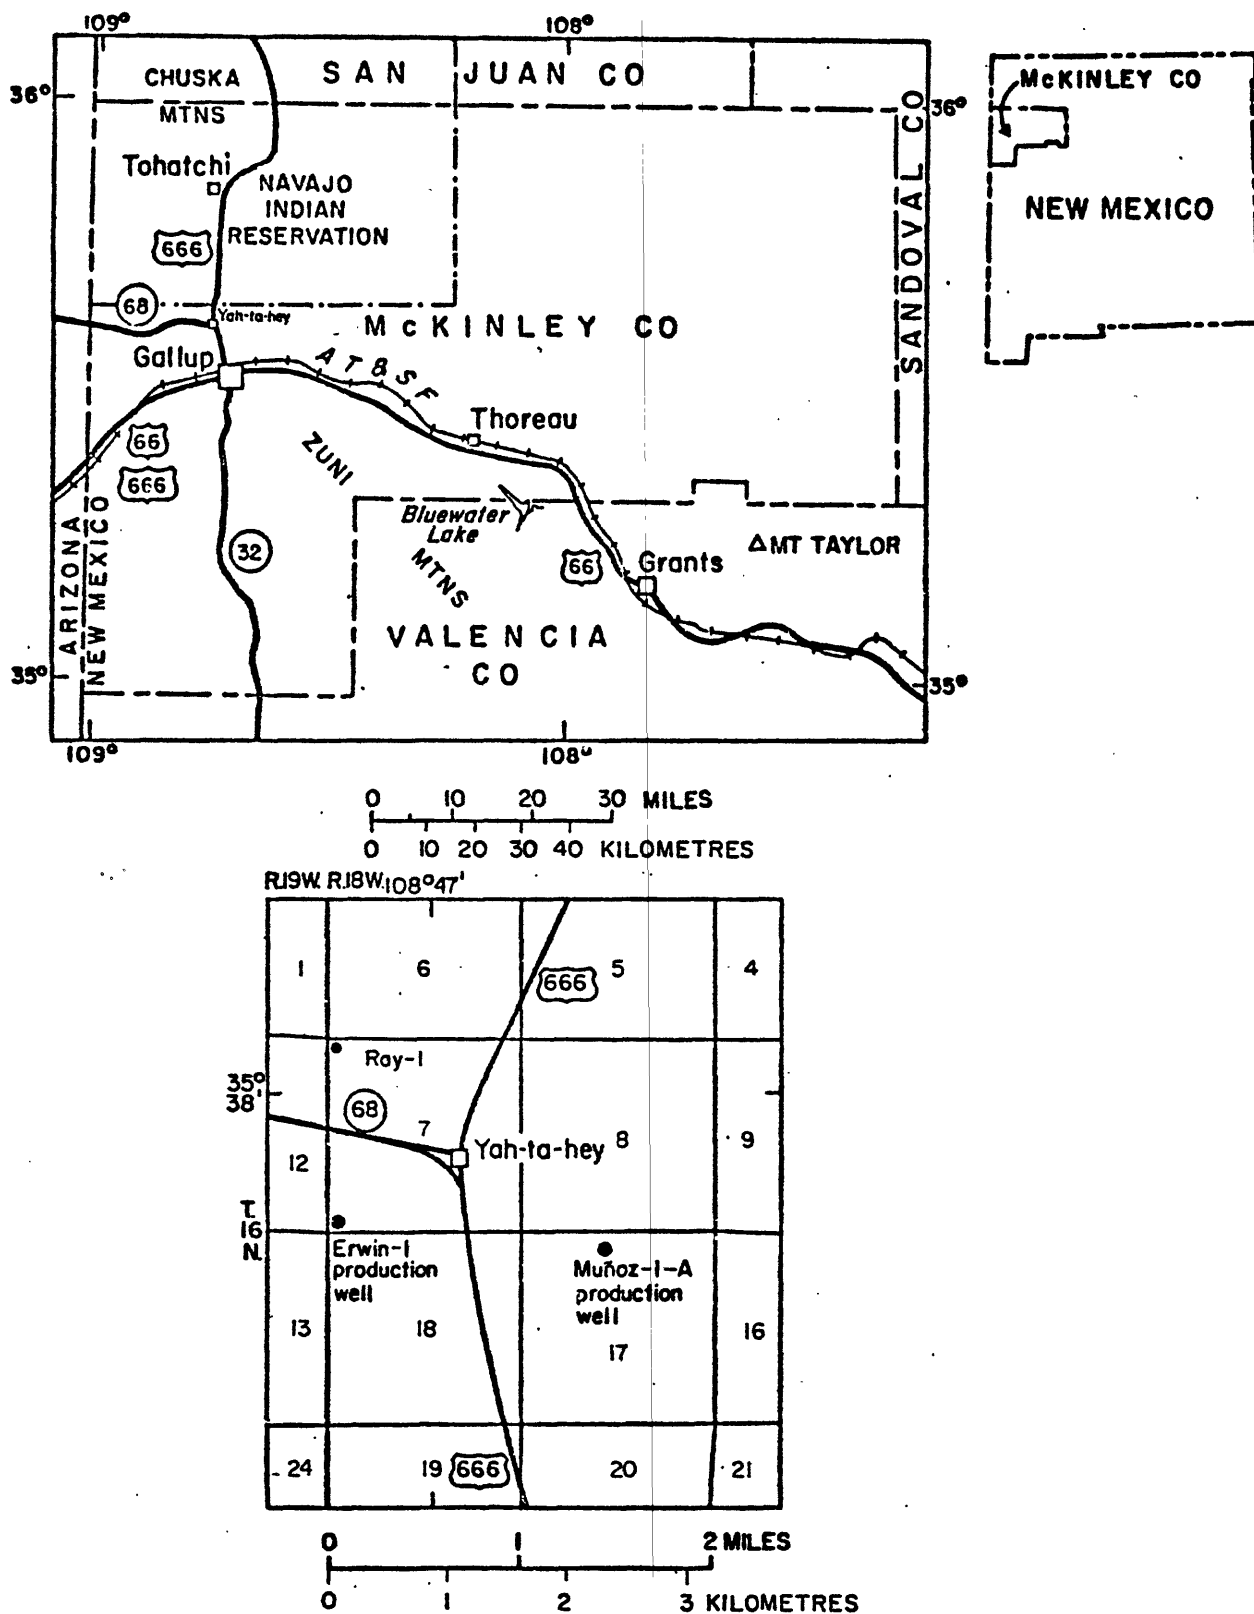 109° 108°
CHUSKA SAN JUAN CO
MTNS
36° 36°
McKINLEY CO
Tohatchi
NAVAJO
INDIAN
RESERVATION
666
SANDOVAL CO
NEW MEXICO
68
Yah-ta-hey
McKINLEY CO
Gallup
AT&SF
Thoreau
66
666
ZUNI
Bluewater
Lake
MTNS
32
66
Grants
MT TAYLOR
ARIZONA
NEW MEXICO
VALENCIA
CO
35° 35°
109° 108°
0 10 20 30 MILES
0 10 20 30 40 KILOMETRES
R.19W. R.18W. 108°47'
1 6 5 4
666
Ray-1
35°
38'
68
7 8 9
Yah-ta-hey
12
T.
16
N.
Erwin-1
production
well
Muñoz-1-A
production
well
13 18 17 16
24 19 666 20 21
0 1 2 MILES
0 1 2 3 KILOMETRES